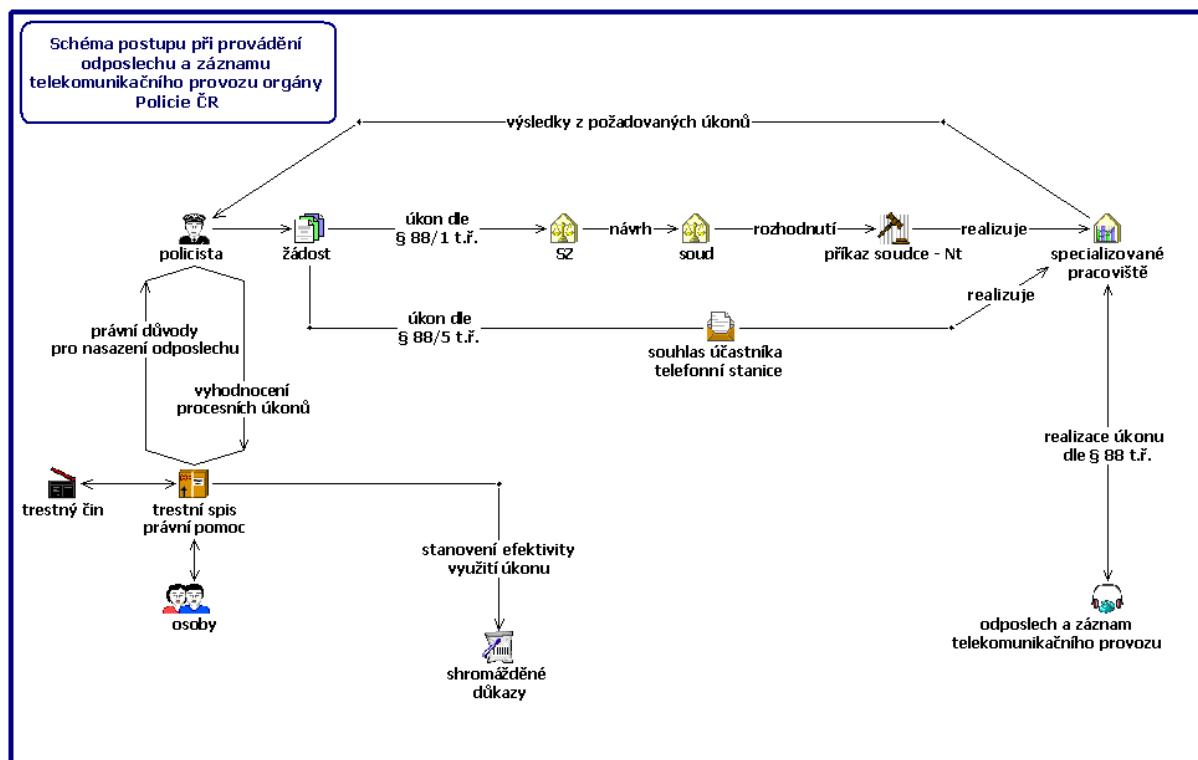 Schéma postupu při provádění
odposlechu a záznamu
telekomunikačního provozu orgány
Policie ČR
výsledky z požadovaných úkonů
policista
žádost
úkon dle
§ 88/1 t.ř.
SZ
návrh
soud
rozhodnutí
příkaz soudce - Nt
realizuje
specializované
pracoviště
realizuje
úkon dle
§ 88/5 t.ř.
souhlas účastníka
telefonní stanice
právní důvody
pro nasazení odposlechu
vyhodnocení
procesních úkonů
realizace úkonu
dle § 88 t.ř.
trestný čin
trestní spis
právní pomoc
stanovení efektivity
využití úkonu
osoby
odposlech a záznam
telekomunikačního provozu
shromážděné
důkazy